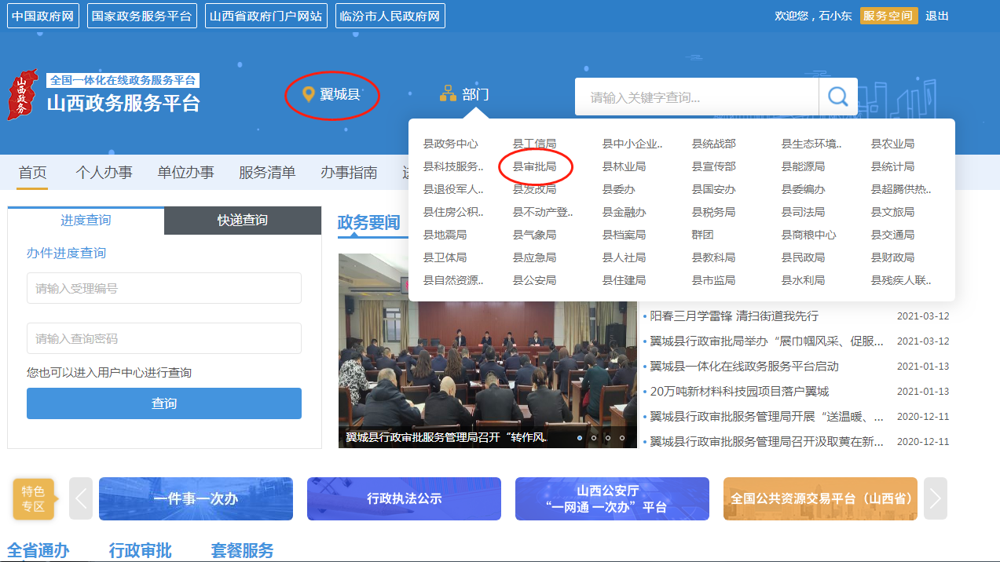 中国政府网 国家政务服务平台 山西省政府门户网站 临汾市人民政府网 欢迎您，石小东 服务空间 退出
山西政务
全国一体化在线政务服务平台
山西政务服务平台
翼城县 部门 请输入关键字查询...
县政务中心 县工信局 县中小企业.. 县统战部 县生态环境.. 县农业局
县科技服务.. 县审批局 县林业局 县宣传部 县能源局 县统计局
县退役军人.. 县发改局 县委办 县国安办 县委编办 县超腾供热..
县住房公积.. 县不动产登.. 县金融办 县税务局 县司法局 县文旅局
县地震局 县气象局 县档案局 群团 县商粮中心 县交通局
县卫体局 县应急局 县人社局 县教科局 县民政局 县财政局
县自然资源.. 县公安局 县住建局 县市监局 县水利局 县残疾人联..
首页 个人办事 单位办事 服务清单 办事指南
进度查询 快递查询
办件进度查询
请输入受理编号
请输入查询密码
您也可以进入用户中心进行查询
查询
政务要闻
翼城县行政审批服务管理局召开“转作风..
阳春三月学雷锋 清扫街道我先行 2021-03-12
翼城县行政审批局举办“展巾帼风采、促服... 2021-03-12
翼城县一体化在线政务服务平台启动 2021-01-13
20万吨新材料科技园项目落户翼城 2021-01-13
翼城县行政审批服务管理局开展“送温暖、... 2020-12-11
翼城县行政审批服务管理局召开汲取黄在新... 2020-12-11
特色
专区
一件事一次办
行政执法公示
山西公安厅
“一网通 一次办”平台
全国公共资源交易平台（山西省）
全省通办 行政审批 套餐服务